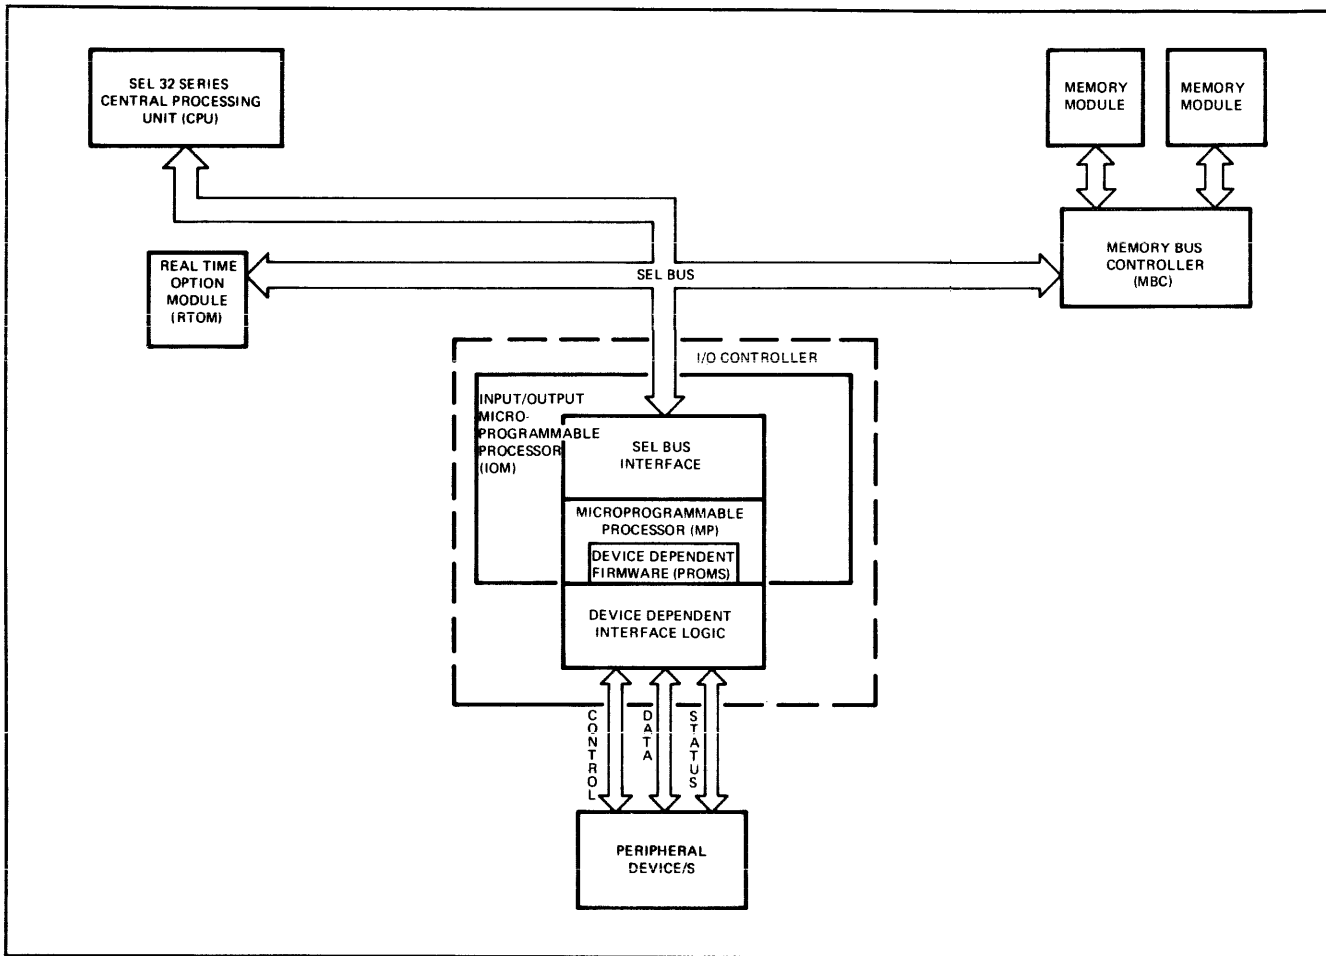 SEL 32 SERIES
CENTRAL PROCESSING
UNIT (CPU)
MEMORY
MODULE
MEMORY
MODULE
REAL TIME
OPTION
MODULE
(RTOM)
SEL BUS
MEMORY BUS
CONTROLLER
(MBC)
I/O CONTROLLER
INPUT/OUTPUT
MICRO-
PROGRAMMABLE
PROCESSOR
(IOM)
SEL BUS
INTERFACE
MICROPROGRAMMABLE
PROCESSOR (MP)
DEVICE DEPENDENT
FIRMWARE (PROMS)
DEVICE DEPENDENT
INTERFACE LOGIC
CONTROL
DATA
STATUS
PERIPHERAL
DEVICE/S